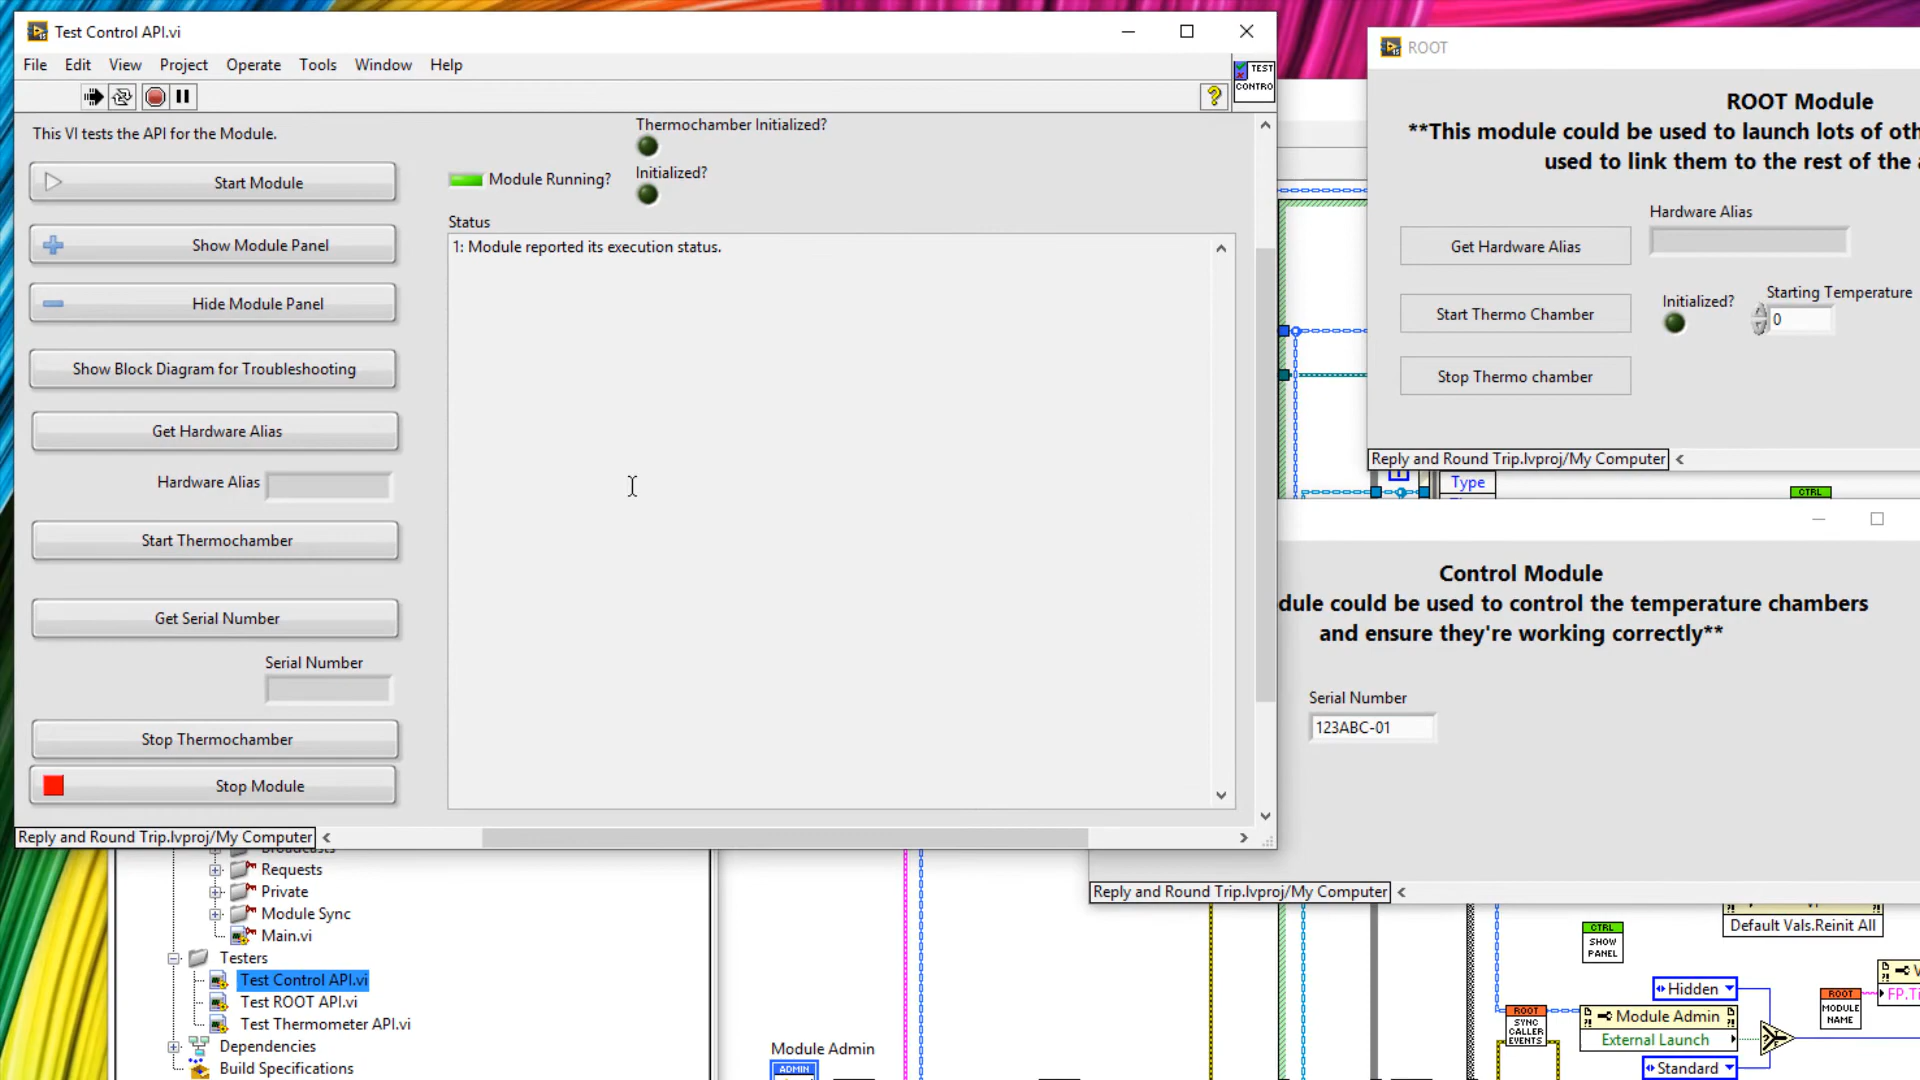 Test Control API.vi
File Edit View Project Operate Tools Window Help
TEST
CONTRO
This VI tests the API for the Module.
Start Module
Show Module Panel
Hide Module Panel
Show Block Diagram for Troubleshooting
Get Hardware Alias
Hardware Alias
Start Thermochamber
Get Serial Number
Serial Number
Stop Thermochamber
Stop Module
Module Running?
Thermochamber Initialized?
Initialized?
Status
1: Module reported its execution status.
Reply and Round Trip.lvproj/My Computer
ROOT
ROOT Module
**This module could be used to launch lots of oth
used to link them to the rest of the a
Get Hardware Alias
Hardware Alias
Start Thermo Chamber
Initialized?
Starting Temperature
0
Stop Thermo chamber
Reply and Round Trip.lvproj/My Computer
Type
CTRL
Control Module
dule could be used to control the temperature chambers
and ensure they're working correctly**
Serial Number
123ABC-01
Reply and Round Trip.lvproj/My Computer
Broadcasts
Requests
Private
Module Sync
Main.vi
Testers
Test Control API.vi
Test ROOT API.vi
Test Thermometer API.vi
Dependencies
Build Specifications
Module Admin
ADMIN
CTRL
SHOW
PANEL
Default Vals.Reinit All
Hidden
ROOT
SYNC
CALLER
EVENTS
Module Admin
External Launch
Standard
ROOT
MODULE
NAME
FP.Ti